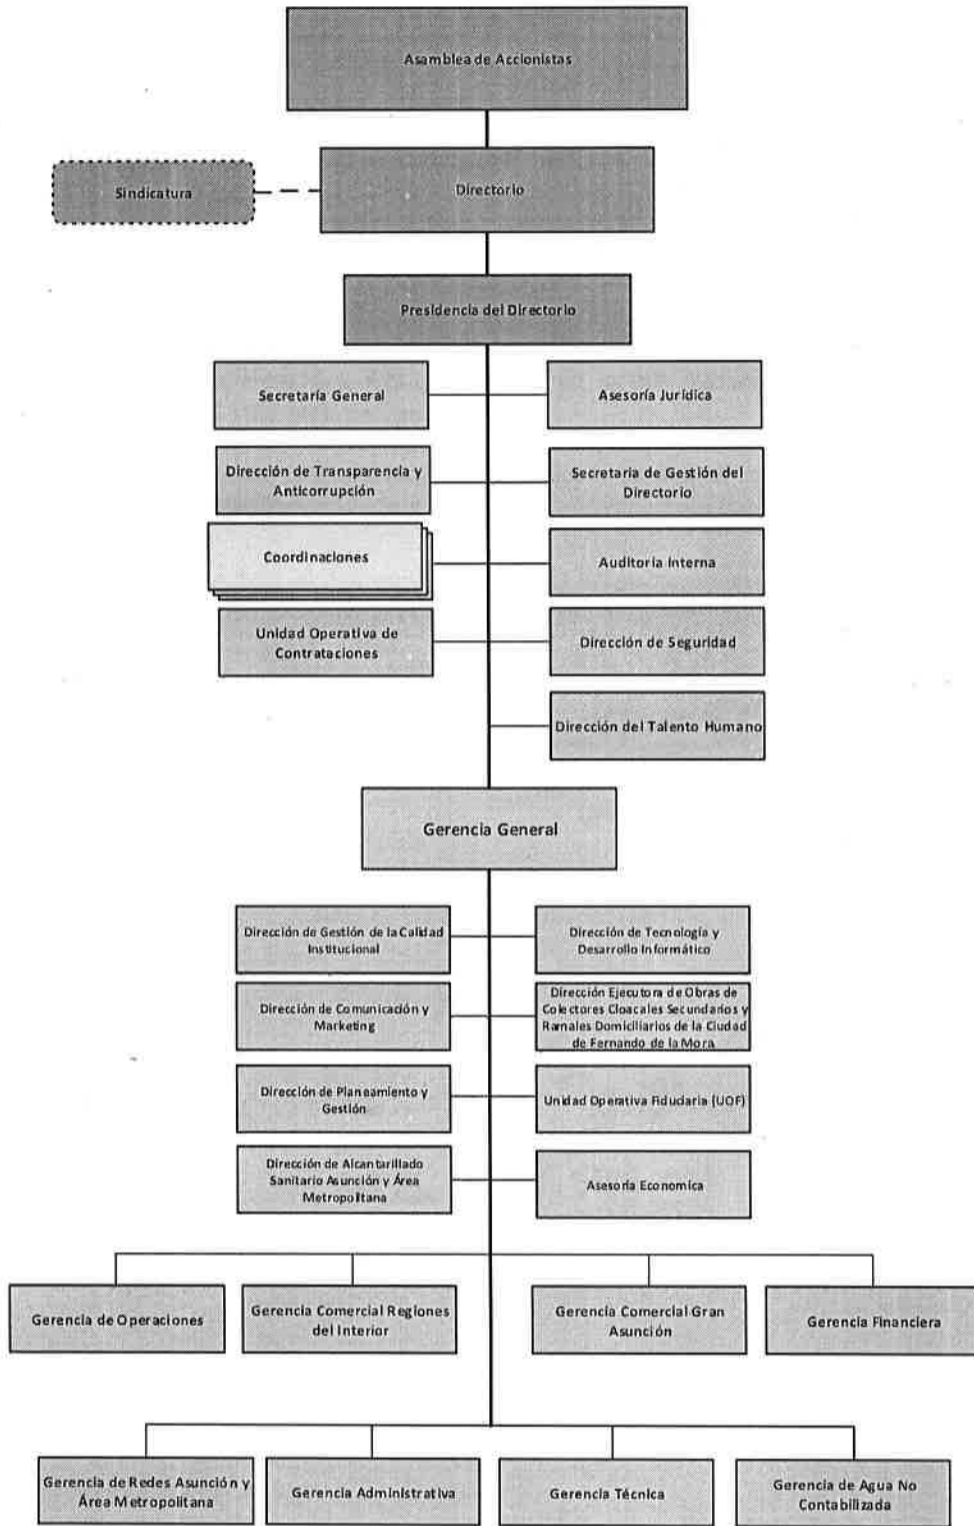 Asamblea de Accionistas
Sindicatura
Directorio
Presidencia del Directorio
Secretaría General
Asesoría Jurídica
Dirección de Transparencia y
Anticorrupción
Secretaria de Gestión del
Directorio
Coordinaciones
Auditoria Interna
Unidad Operativa de
Contrataciones
Dirección de Seguridad
Dirección del Talento Humano
Gerencia General
Dirección de Gestión de la Calidad
Institucional
Dirección de Tecnología y
Desarrollo Informático
Dirección de Comunicación y
Marketing
Dirección Ejecutora de Obras de
Colectores Cloacales Secundarios y
Ramales Domiciliarios de la Ciudad
de Fernando de la Mora
Dirección de Planeamiento y
Gestión
Unidad Operativa Fiduciaria (UOF)
Dirección de Alcantarillado
Sanitario Asunción y Área
Metropolitana
Asesoría Economica
Gerencia de Operaciones
Gerencia Comercial Regiones
del Interior
Gerencia Comercial Gran
Asunción
Gerencia Financiera
Gerencia de Redes Asunción y
Área Metropolitana
Gerencia Administrativa
Gerencia Técnica
Gerencia de Agua No
Contabilizada